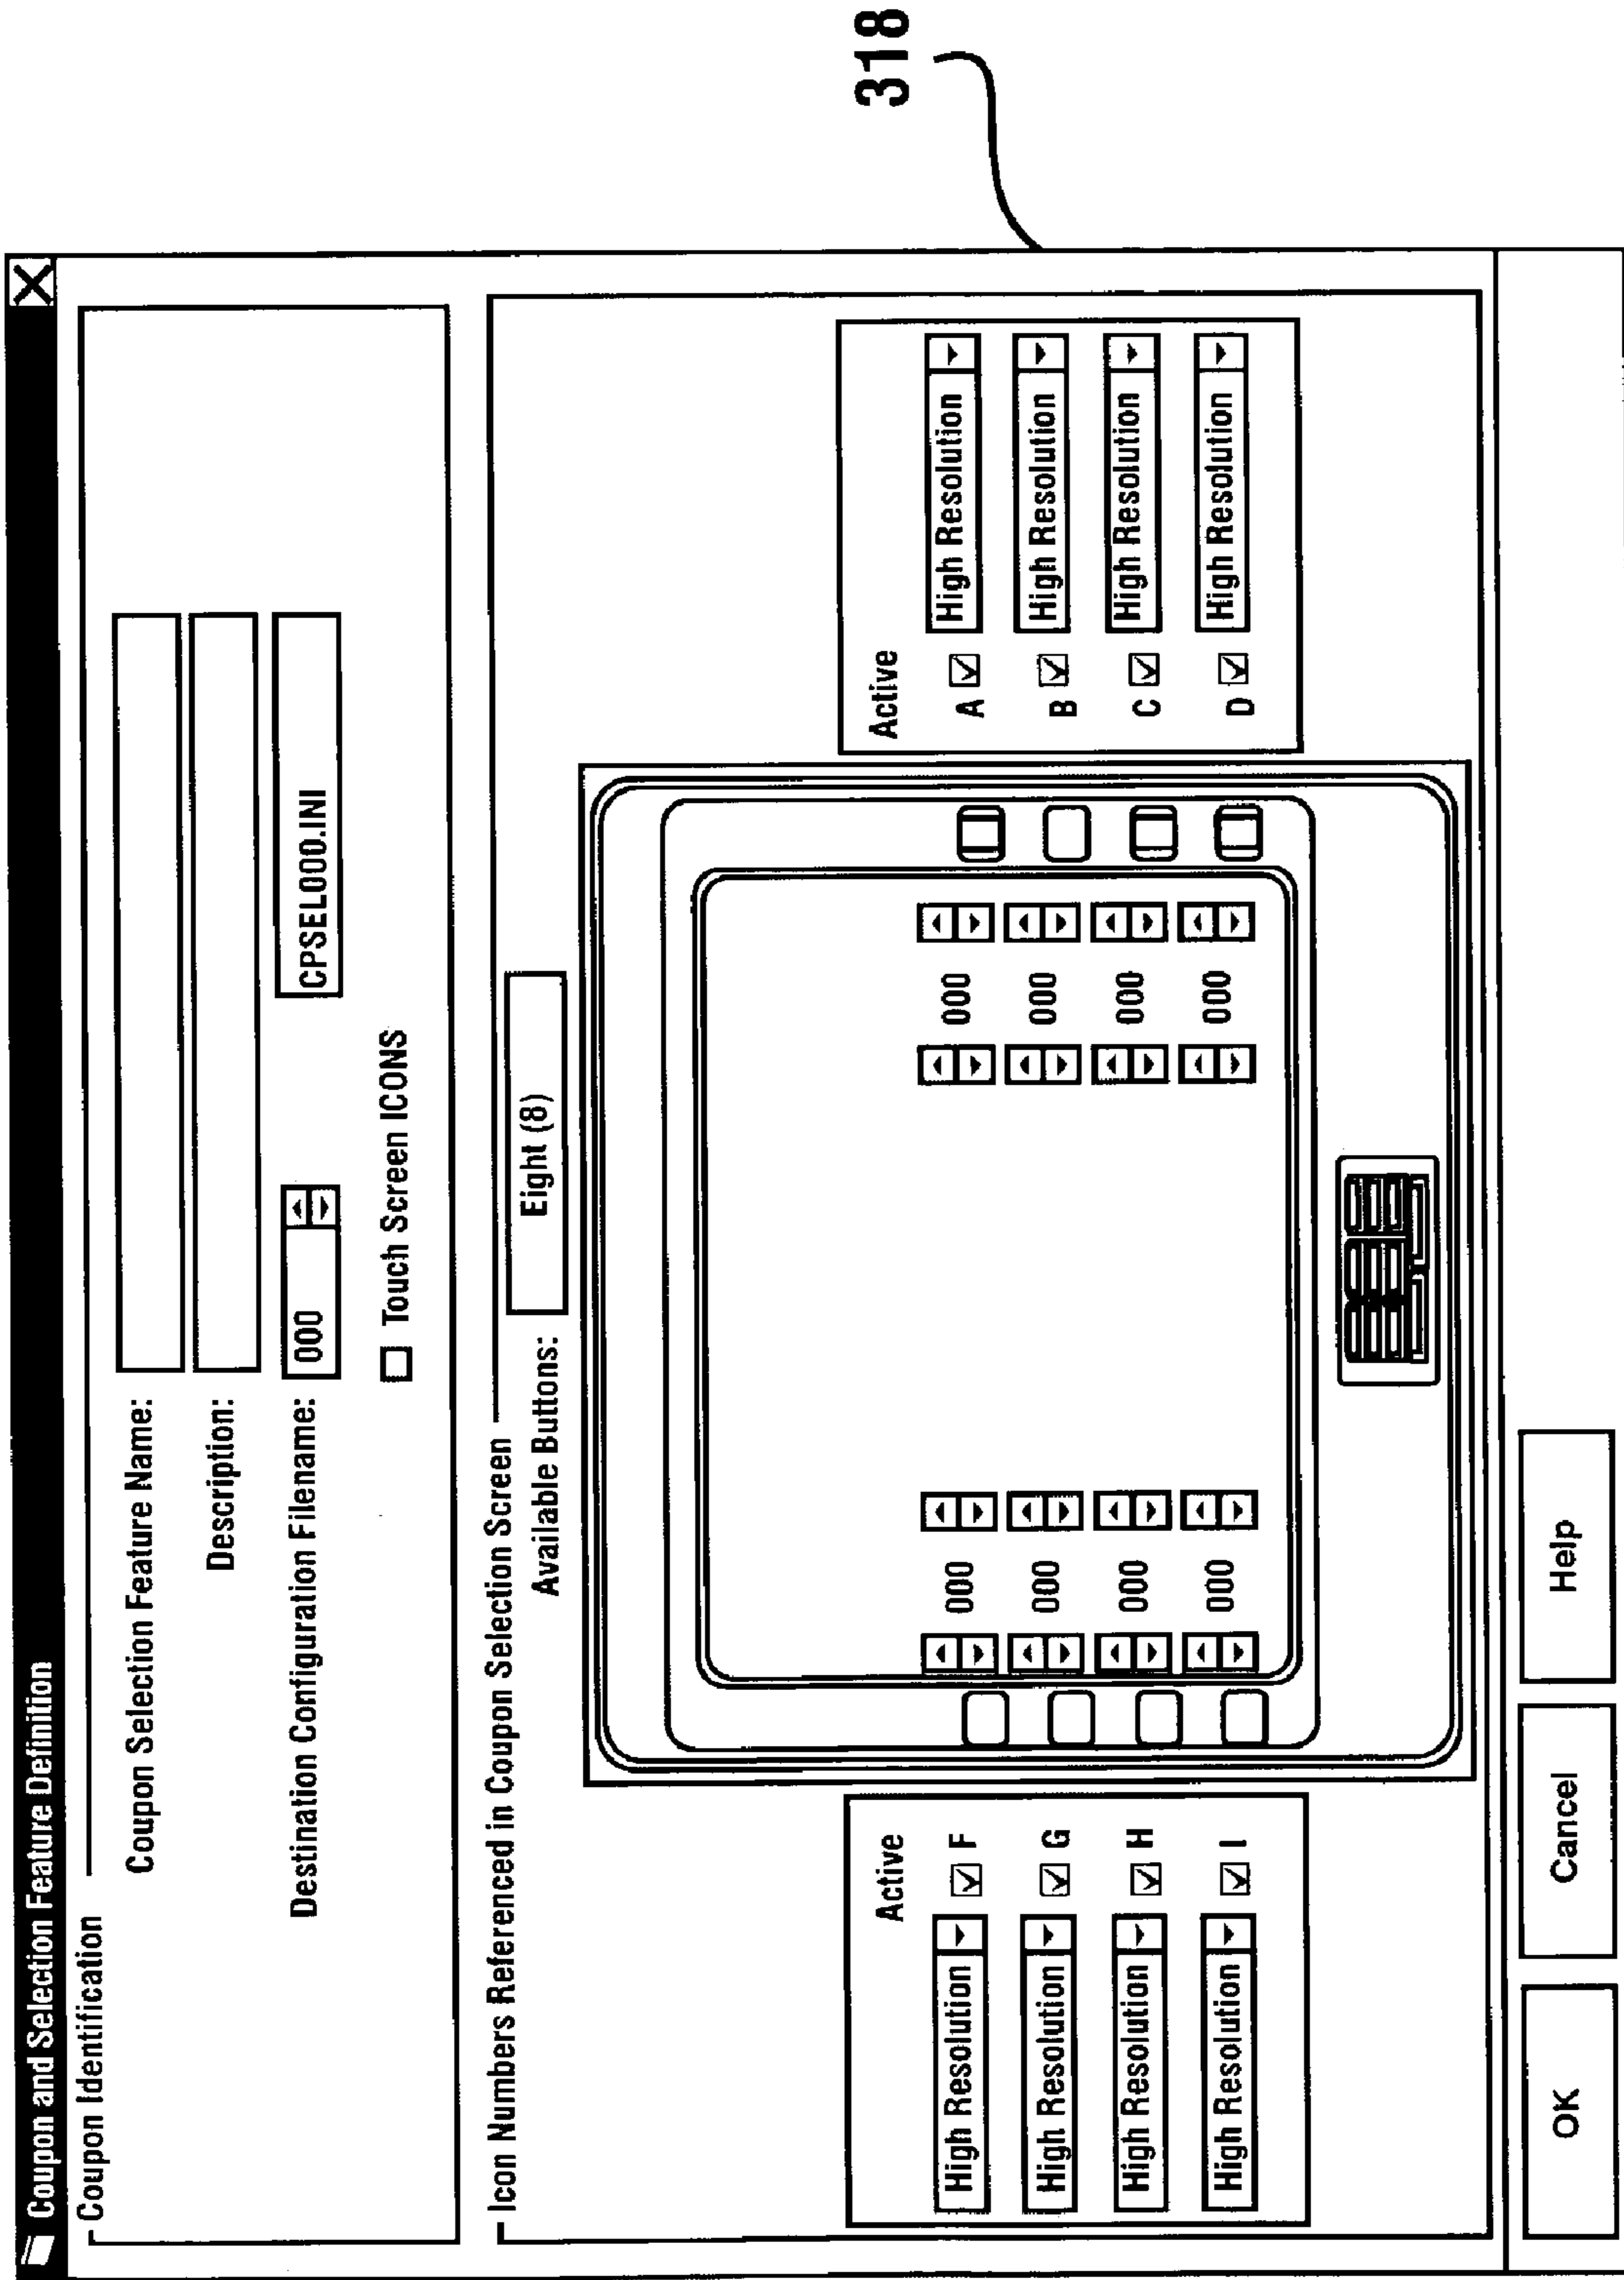 Coupon and Selection Feature Definition
Coupon Identification
Coupon Selection Feature Name:
Description:
Destination Configuration Filename: 000 CPSEL000.INI
Touch Screen ICONS
Icon Numbers Referenced in Coupon Selection Screen
Available Buttons: Eight (8)
Active
High Resolution F
High Resolution G
High Resolution H
High Resolution I
000 000
000 000
000 000
000 000
Active
A High Resolution
B High Resolution
C High Resolution
D High Resolution
OK Cancel Help
318